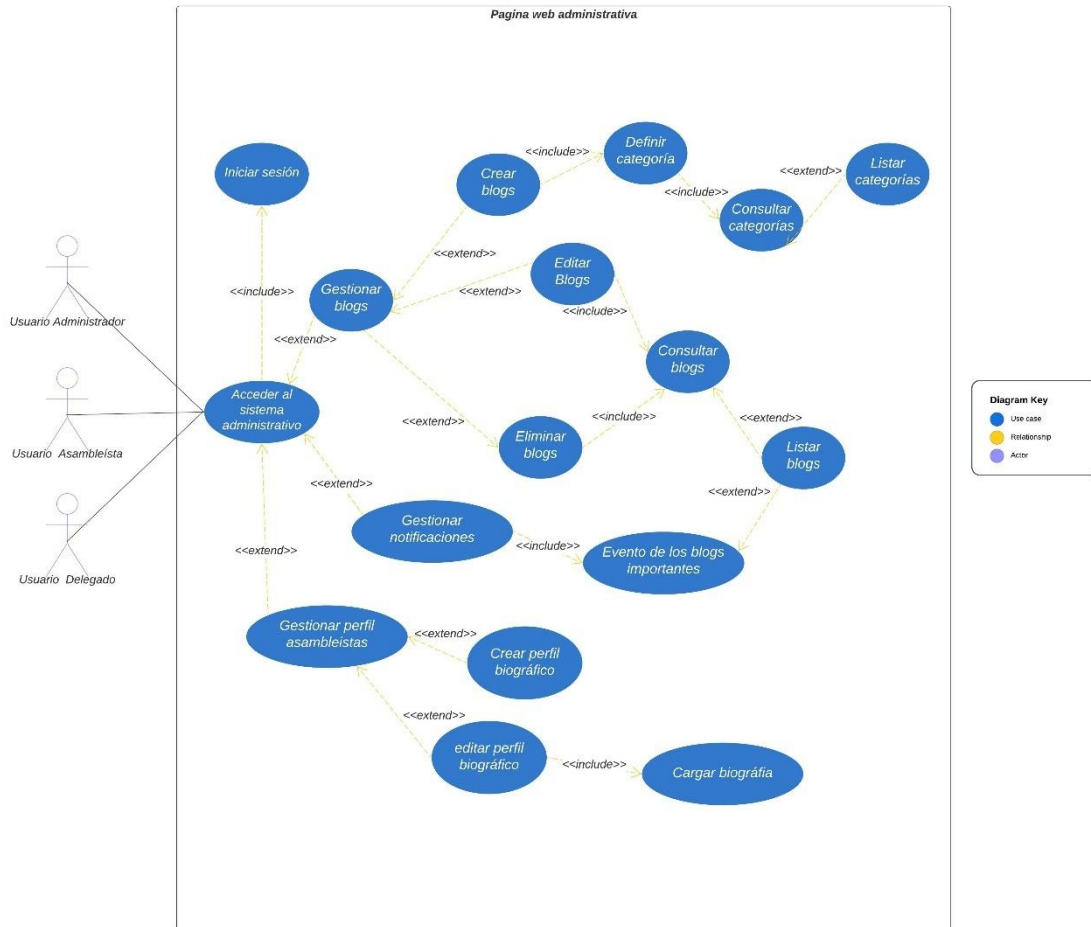 Pagina web administrativa
Iniciar sesión
Crear
blogs
<<include>>
Definir
categoría
<<include>>
Consultar
categorías
<<extend>>
Listar
categorías
<<include>>
Gestionar
blogs
<<extend>>
<<extend>>
Editar
Blogs
<<extend>>
<<include>>
Consultar
blogs
Usuario Administrador
Usuario Asambleísta
Usuario Delegado
Acceder al
sistema
administrativo
<<extend>>
Eliminar
blogs
<<include>>
<<extend>>
Listar
blogs
<<extend>>
<<extend>>
Gestionar
notificaciones
<<include>>
Evento de los blogs
importantes
<<extend>>
Gestionar perfil
asambleistas
<<extend>>
Crear perfil
biográfico
<<extend>>
editar perfil
biográfico
<<include>>
Cargar biográfia
Diagram Key
Use case
Relationship
Actor